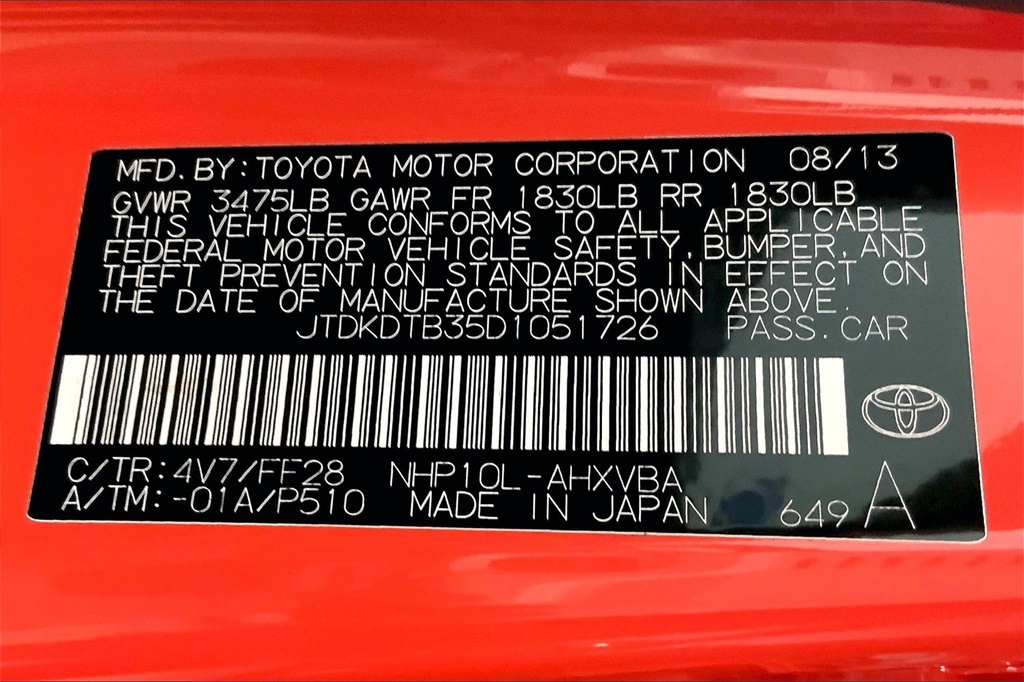 MFD. BY: TOYOTA MOTOR CORPORATION 08/13
GVWR 3475LB GAWR FR 1830LB RR 1830LB
THIS VEHICLE CONFORMS TO ALL APPLICABLE
FEDERAL MOTOR VEHICLE SAFETY, BUMPER, AND
THEFT PREVENTION STANDARDS IN EFFECT ON
THE DATE OF MANUFACTURE SHOWN ABOVE.
JTDKDTB35D1051726 PASS. CAR
C/TR: 4V7/FF28 NHP10L-AHXVBA
A/TM: -01A/P510 MADE IN JAPAN 649 A